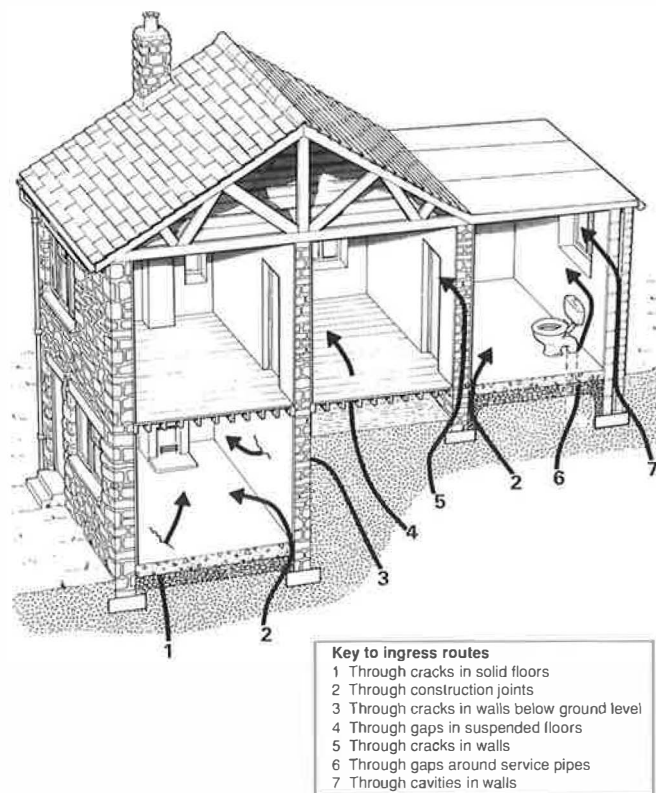 5
2
6
7
4
3
1
2
Key to ingress routes
1 Through cracks in solid floors
2 Through construction joints
3 Through cracks in walls below ground level
4 Through gaps in suspended floors
5 Through cracks in walls
6 Through gaps around service pipes
7 Through cavities in walls